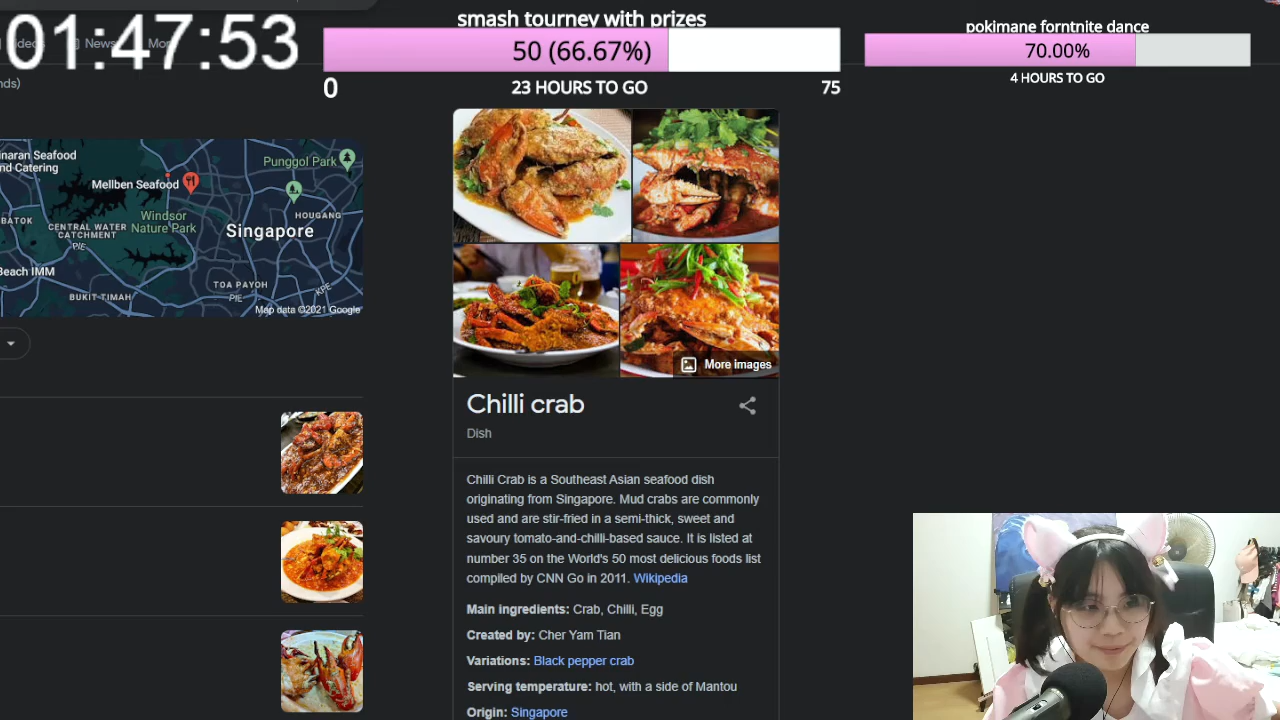 01:47:53
News
smash tourney with prizes
50 (66.67%)
0
23 HOURS TO GO
75
pokimane forntnite dance
70.00%
4 HOURS TO GO
Seafood
nd Catering
Mellben Seafood
Punggol Park
BATOK
CENTRAL WATER
CATCHMENT
PIE
Windsor
Nature Park
HOUGANG
Singapore
Beach IMM
BUKIT TIMAH
TOA PAYOH
PIE
KPE
Map data ©2021 Google
More images
Chilli crab
Dish
Chilli Crab is a Southeast Asian seafood dish
originating from Singapore. Mud crabs are commonly
used and are stir-fried in a semi-thick, sweet and
savoury tomato-and-chilli-based sauce. It is listed at
number 35 on the World's 50 most delicious foods list
compiled by CNN Go in 2011. Wikipedia
Main ingredients: Crab, Chilli, Egg
Created by: Cher Yam Tian
Variations: Black pepper crab
Serving temperature: hot, with a side of Mantou
Origin: Singapore